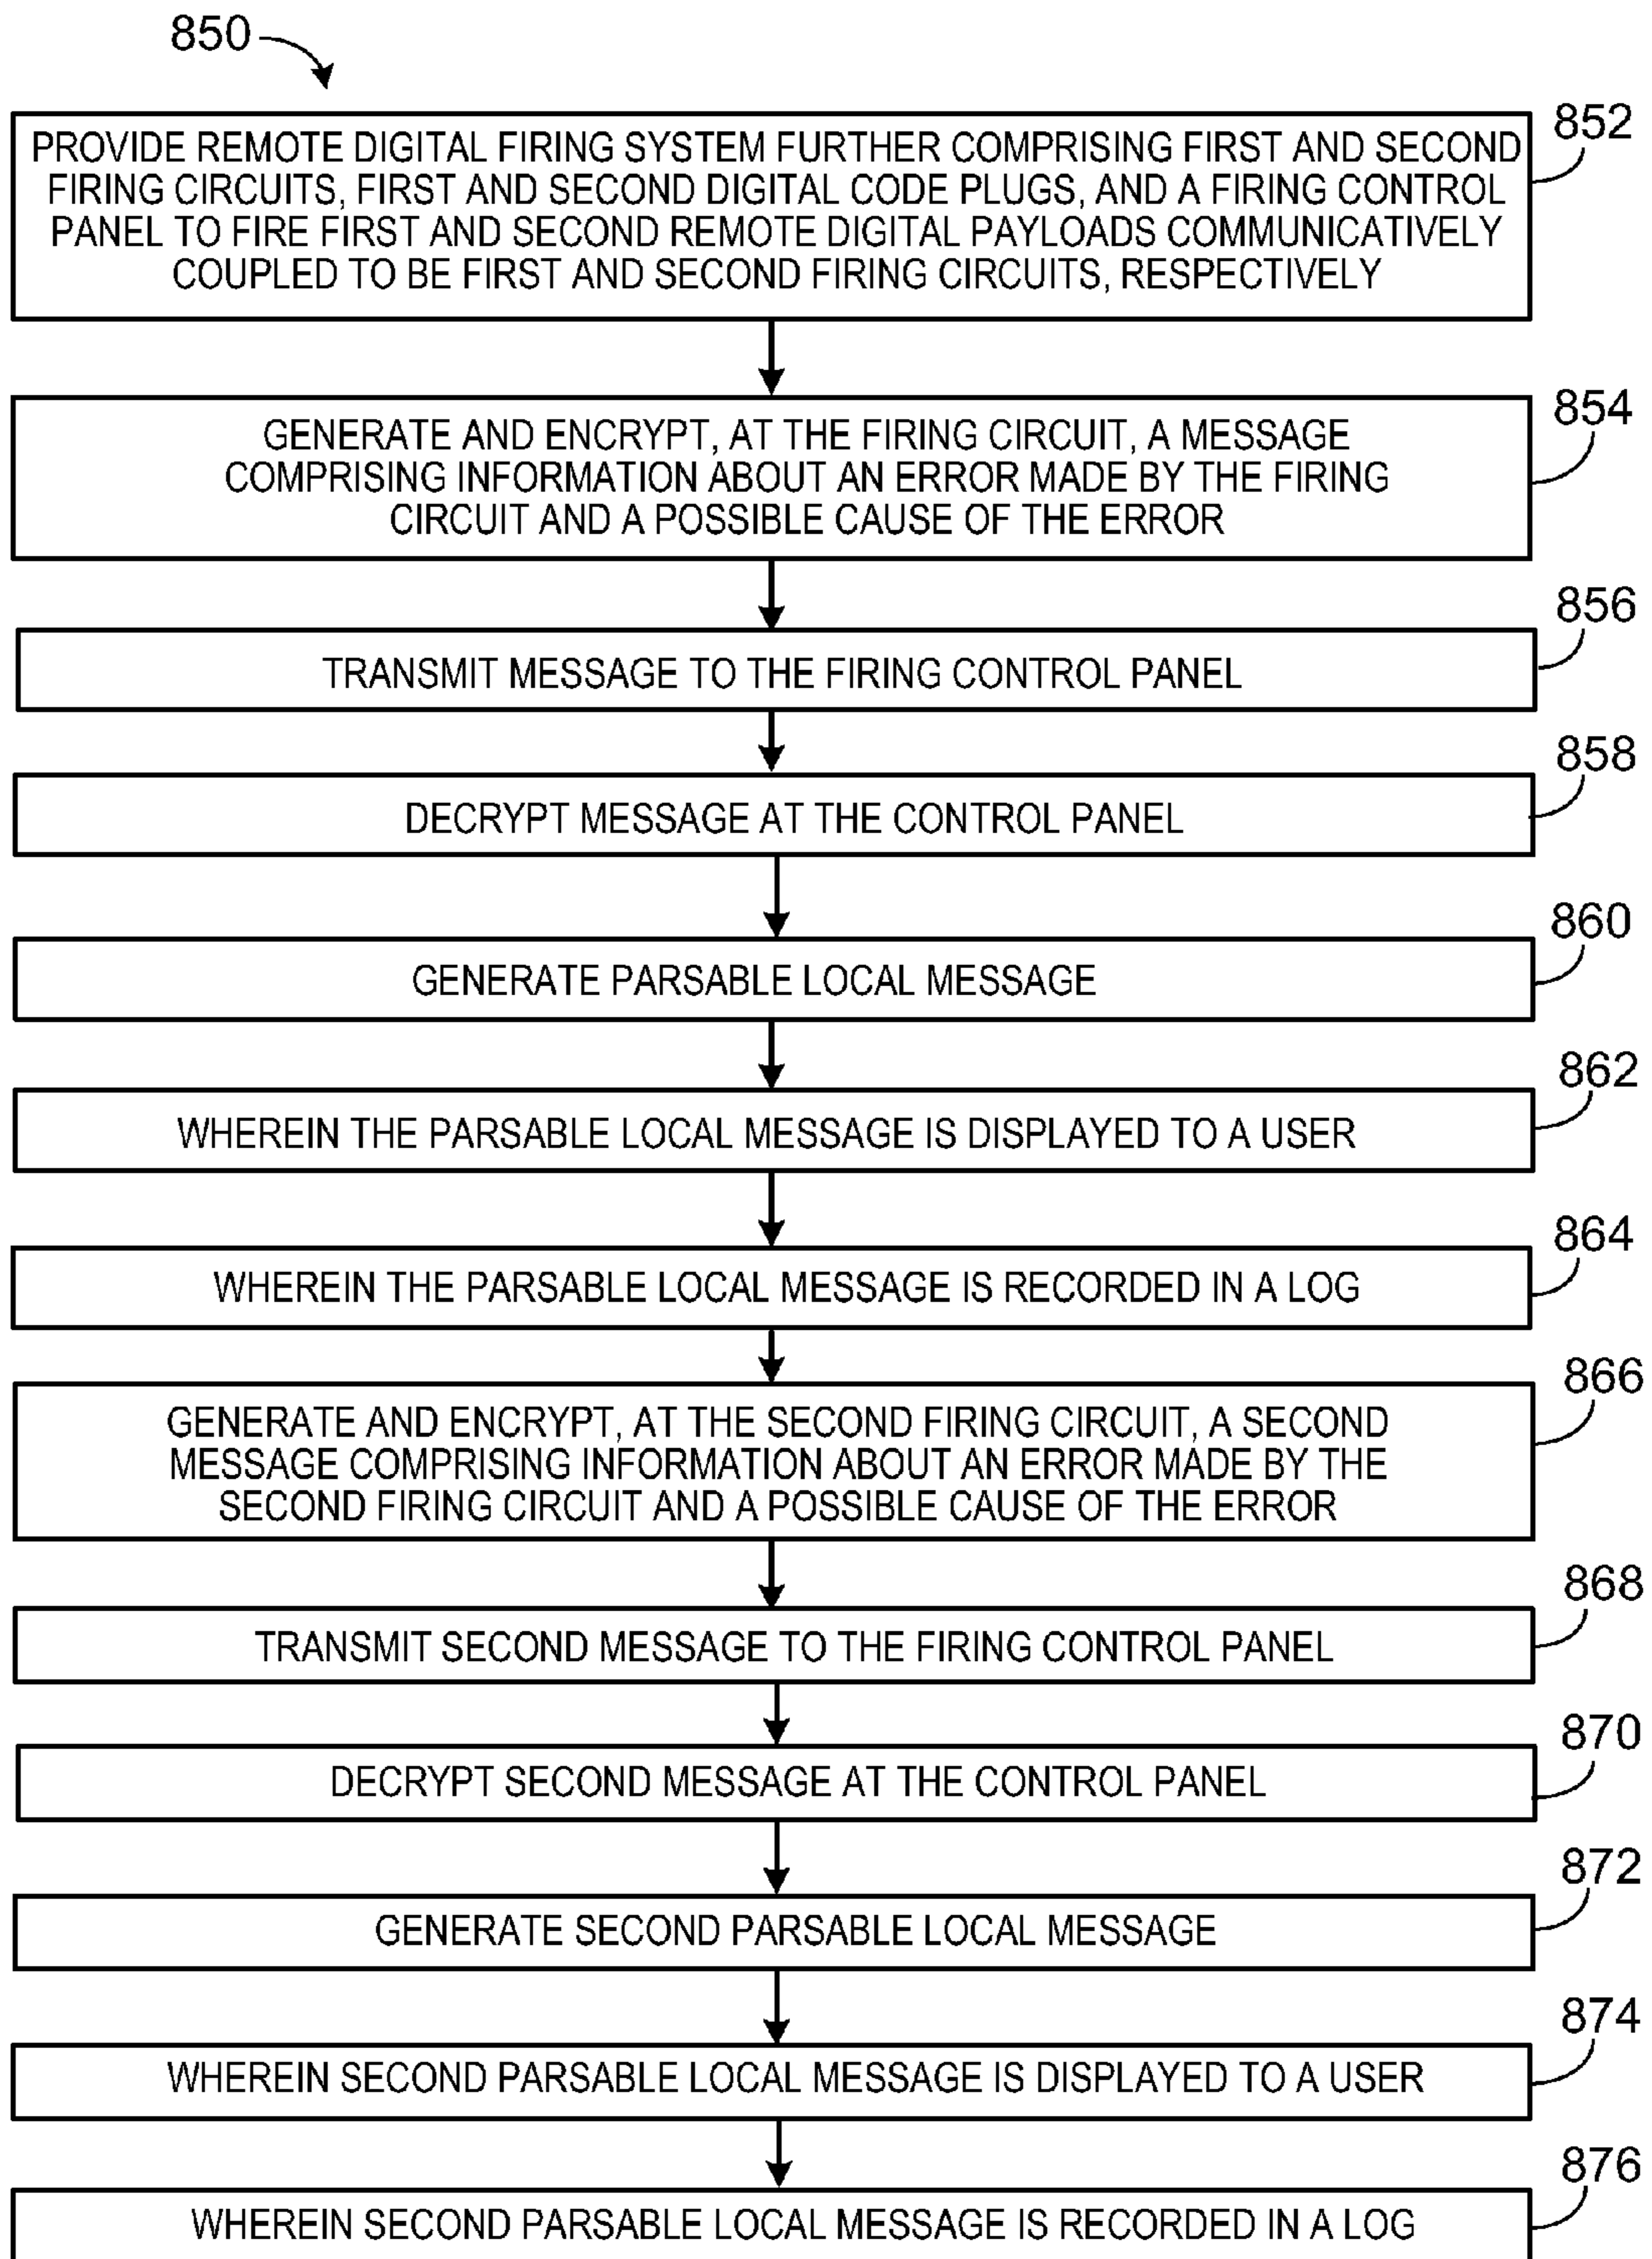 850
852
PROVIDE REMOTE DIGITAL FIRING SYSTEM FURTHER COMPRISING FIRST AND SECOND
FIRING CIRCUITS, FIRST AND SECOND DIGITAL CODE PLUGS, AND A FIRING CONTROL
PANEL TO FIRE FIRST AND SECOND REMOTE DIGITAL PAYLOADS COMMUNICATIVELY
COUPLED TO BE FIRST AND SECOND FIRING CIRCUITS, RESPECTIVELY
854
GENERATE AND ENCRYPT, AT THE FIRING CIRCUIT, A MESSAGE
COMPRISING INFORMATION ABOUT AN ERROR MADE BY THE FIRING
CIRCUIT AND A POSSIBLE CAUSE OF THE ERROR
856
TRANSMIT MESSAGE TO THE FIRING CONTROL PANEL
858
DECRYPT MESSAGE AT THE CONTROL PANEL
860
GENERATE PARSABLE LOCAL MESSAGE
862
WHEREIN THE PARSABLE LOCAL MESSAGE IS DISPLAYED TO A USER
864
WHEREIN THE PARSABLE LOCAL MESSAGE IS RECORDED IN A LOG
866
GENERATE AND ENCRYPT, AT THE SECOND FIRING CIRCUIT, A SECOND
MESSAGE COMPRISING INFORMATION ABOUT AN ERROR MADE BY THE
SECOND FIRING CIRCUIT AND A POSSIBLE CAUSE OF THE ERROR
868
TRANSMIT SECOND MESSAGE TO THE FIRING CONTROL PANEL
870
DECRYPT SECOND MESSAGE AT THE CONTROL PANEL
872
GENERATE SECOND PARSABLE LOCAL MESSAGE
874
WHEREIN SECOND PARSABLE LOCAL MESSAGE IS DISPLAYED TO A USER
876
WHEREIN SECOND PARSABLE LOCAL MESSAGE IS RECORDED IN A LOG